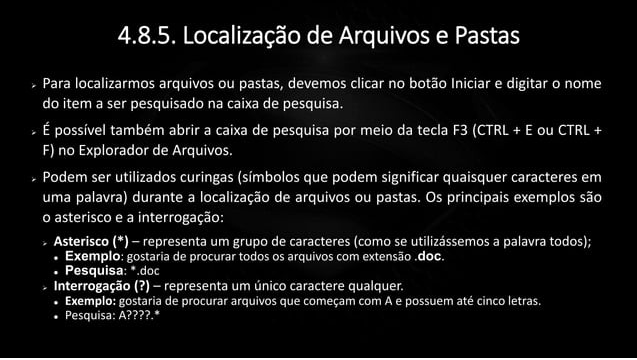 4.8.5. Localização de Arquivos e Pastas
Para localizarmos arquivos ou pastas, devemos clicar no botão Iniciar e digitar o nome
do item a ser pesquisado na caixa de pesquisa.
É possível também abrir a caixa de pesquisa por meio da tecla F3 (CTRL + E ou CTRL +
F) no Explorador de Arquivos.
Podem ser utilizados curingas (símbolos que podem significar quaisquer caracteres em
uma palavra) durante a localização de arquivos ou pastas. Os principais exemplos são
o asterisco e a interrogação:
Asterisco (*) – representa um grupo de caracteres (como se utilizássemos a palavra todos);
Exemplo: gostaria de procurar todos os arquivos com extensão .doc.
Pesquisa: *.doc
Interrogação (?) – representa um único caractere qualquer.
Exemplo: gostaria de procurar arquivos que começam com A e possuem até cinco letras.
Pesquisa: A????.*